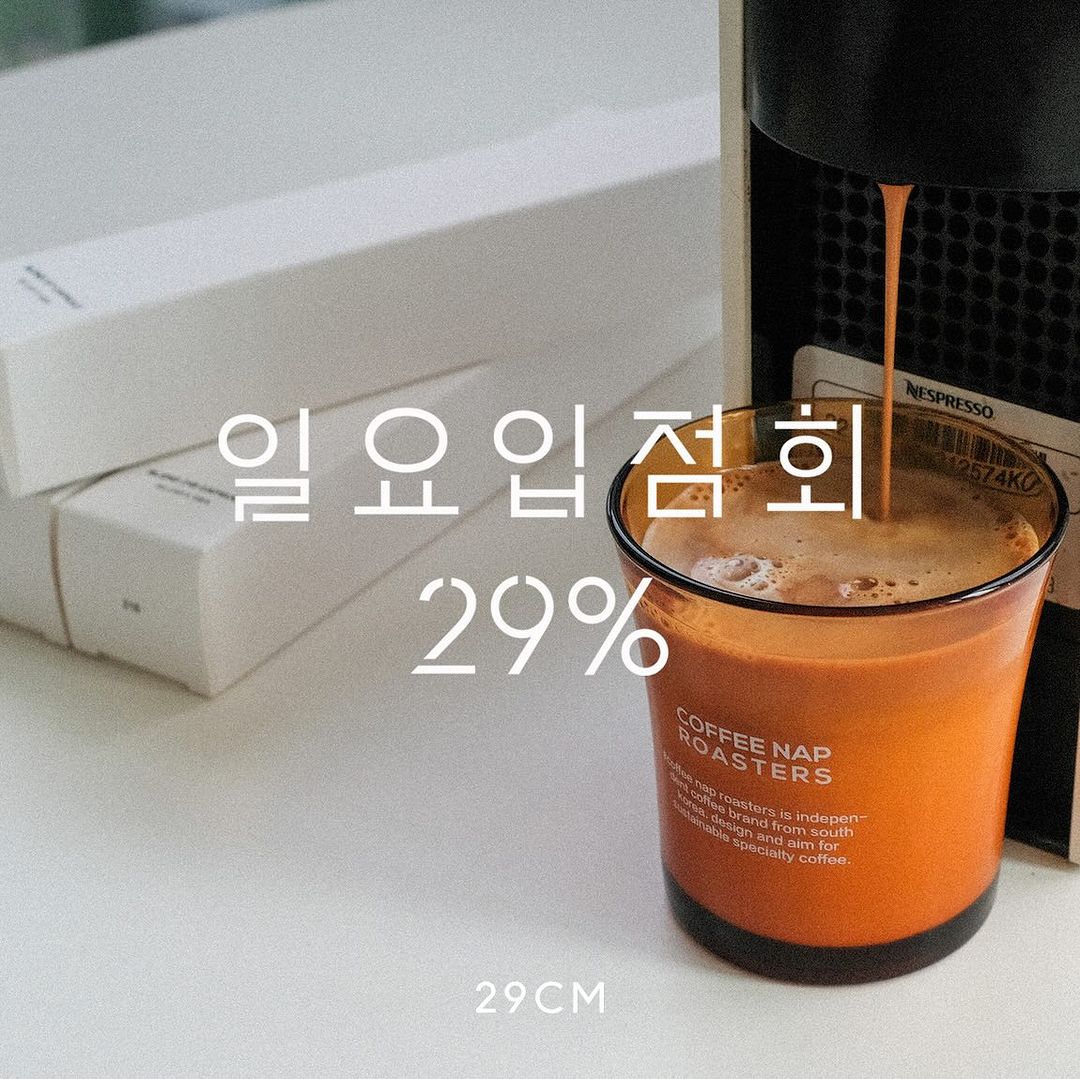 NESPRESSO
일요입점회
2574K0
29%
COFFEE NAP
ROASTERS
coffee nap roasters is indepen-
dent coffee brand from south
korea. design and aim for
sustainable specialty coffee.
29CM